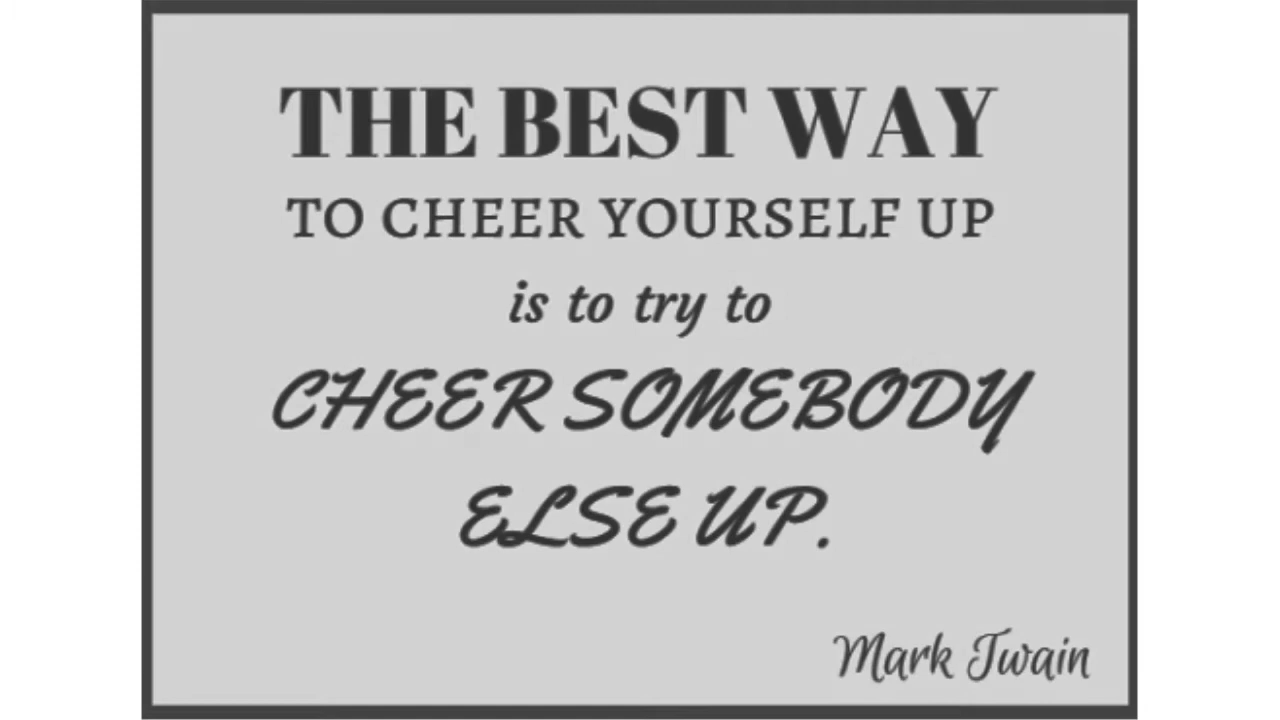 THE BEST WAY
TO CHEER YOURSELF UP
is to try to
CHEER SOMEBODY
ELSE UP.
Mark Twain